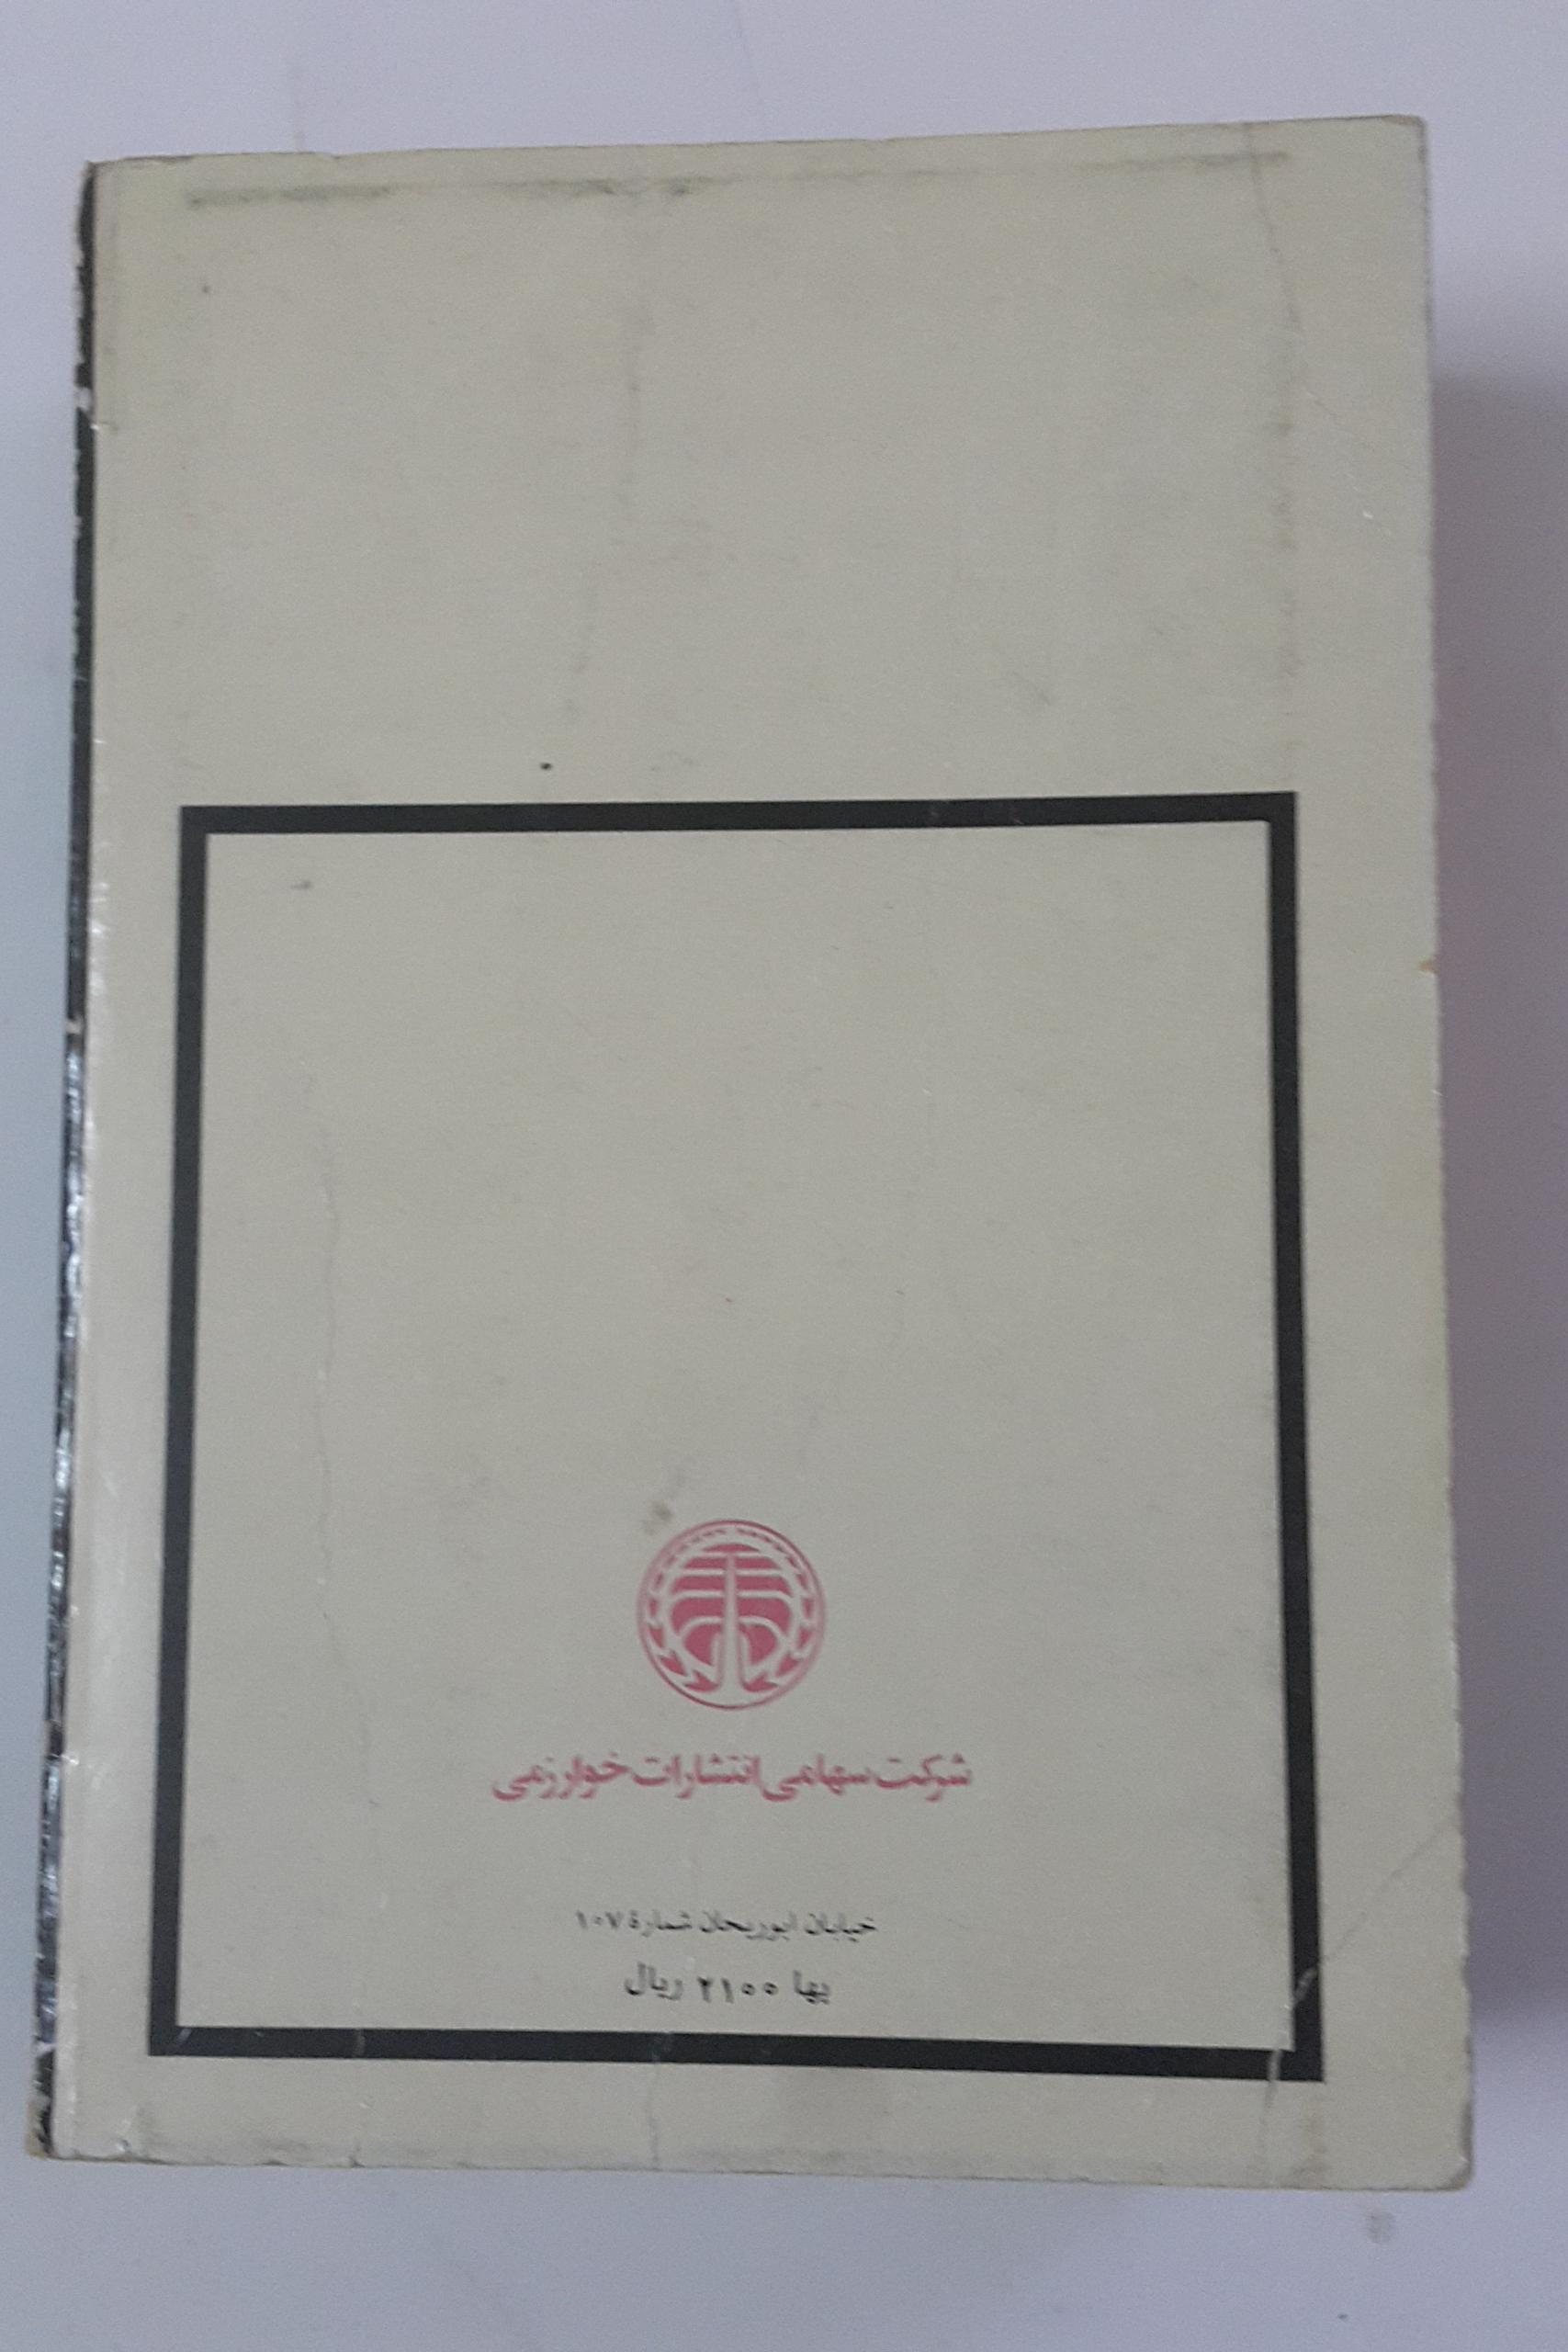 شرکت سهامی انتشارات خوارزمی
خیابان ابوریحان شمارهٔ ۱۰۷
بها ۲۱۰۰ ریال